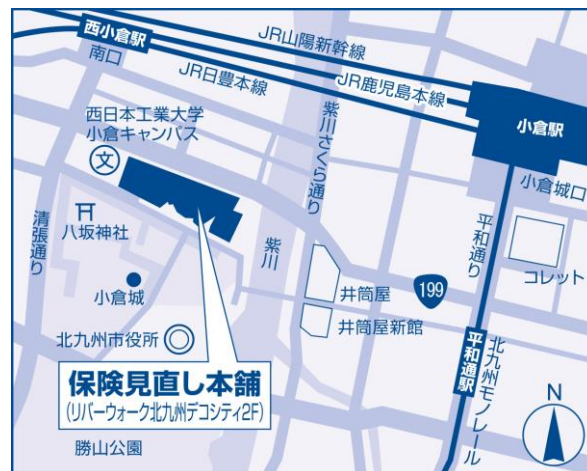 JR山陽新幹線
西小倉駅
南口
JR日豊本線
JR鹿児島本線
小倉駅
西日本工業大学
小倉キャンパス
文
紫川さくら通り
小倉城口
八坂神社
清張通り
紫川
平和通り
コレット
小倉城
井筒屋
199
井筒屋新館
北九州市役所
平和通駅
北九州モノレール
保険見直し本舗
(リバーウォーク北九州デコシティ2F)
勝山公園
N